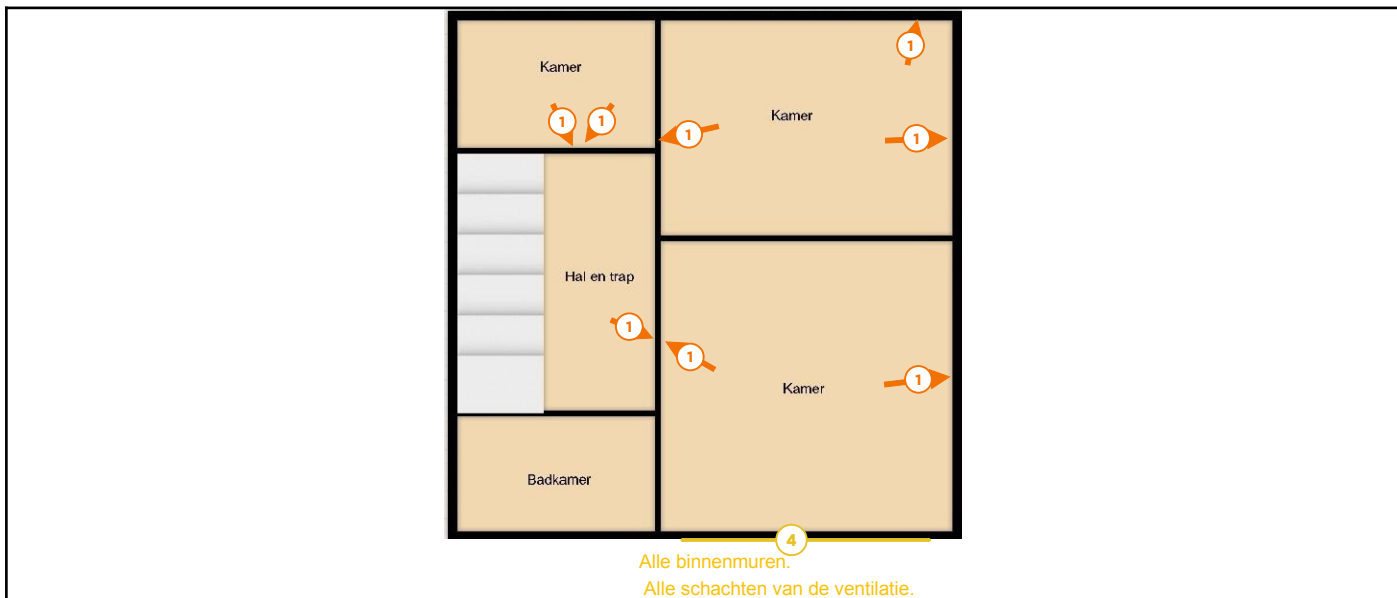 1
Kamer
Kamer
1
1
1
1
Hal en trap
1
1
1
Kamer
Badkamer
4
Alle binnenmuren.
Alle schachten van de ventilatie.